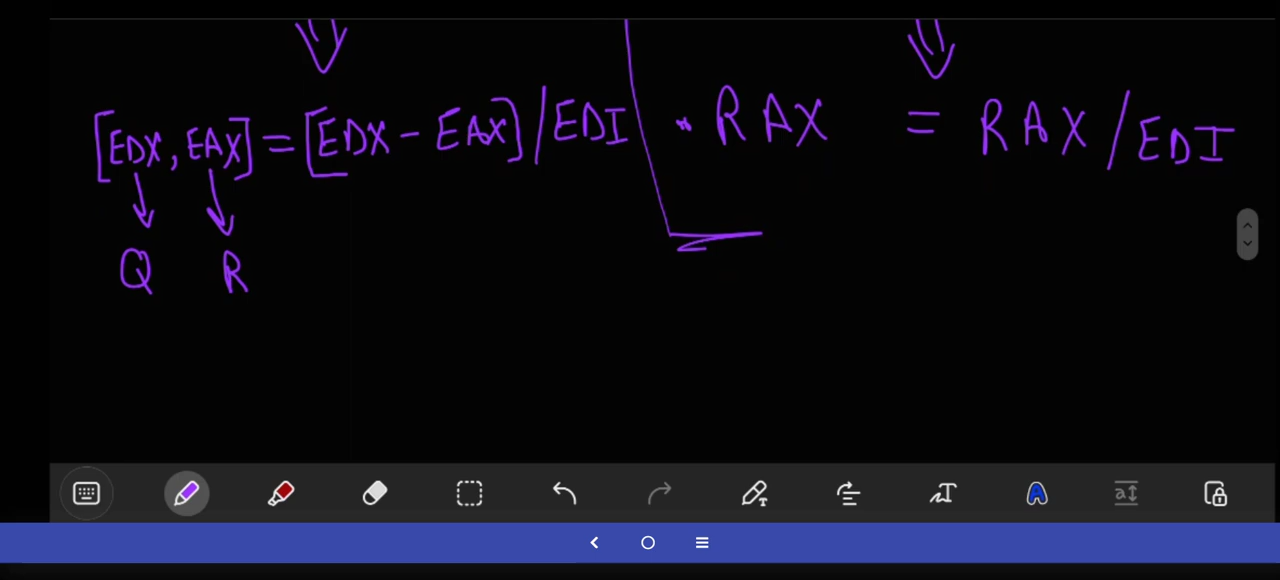 [EDX, EAX] = [EDX - EAX] / EDI • RAX = RAX / EDI
Q R